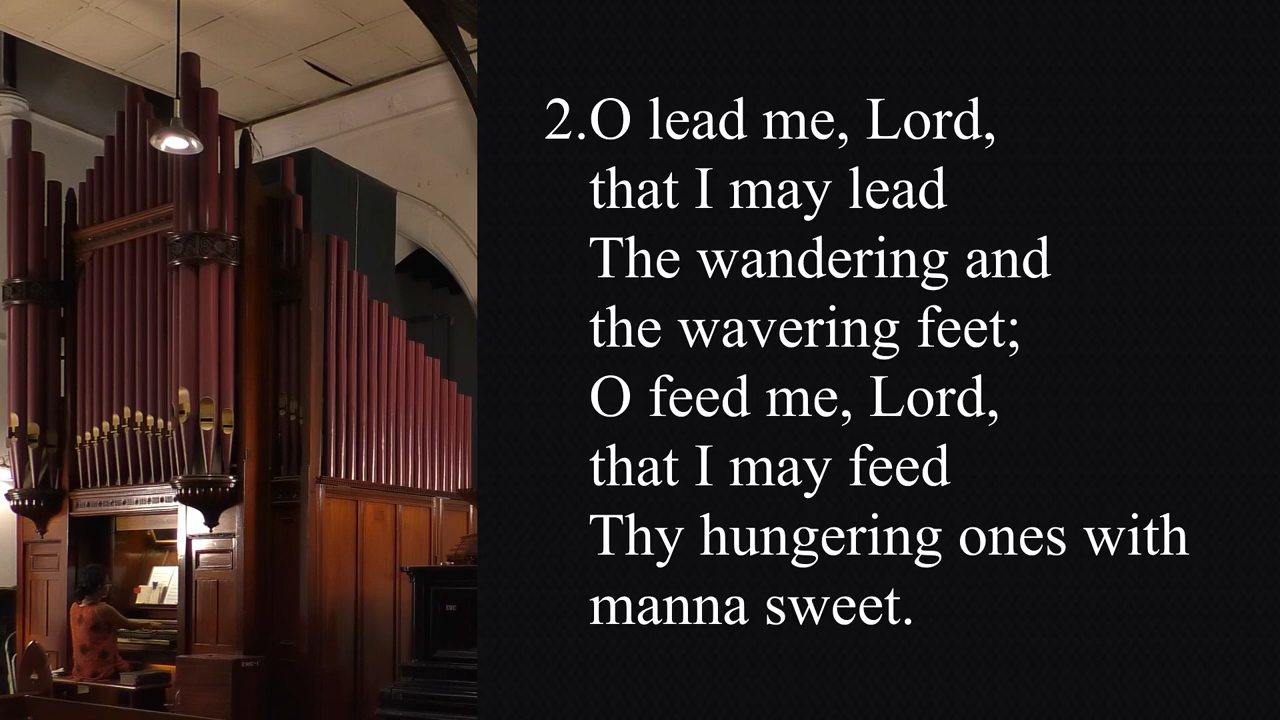 2.O lead me, Lord,
that I may lead
The wandering and
the wavering feet;
O feed me, Lord,
that I may feed
Thy hungering ones with
manna sweet.